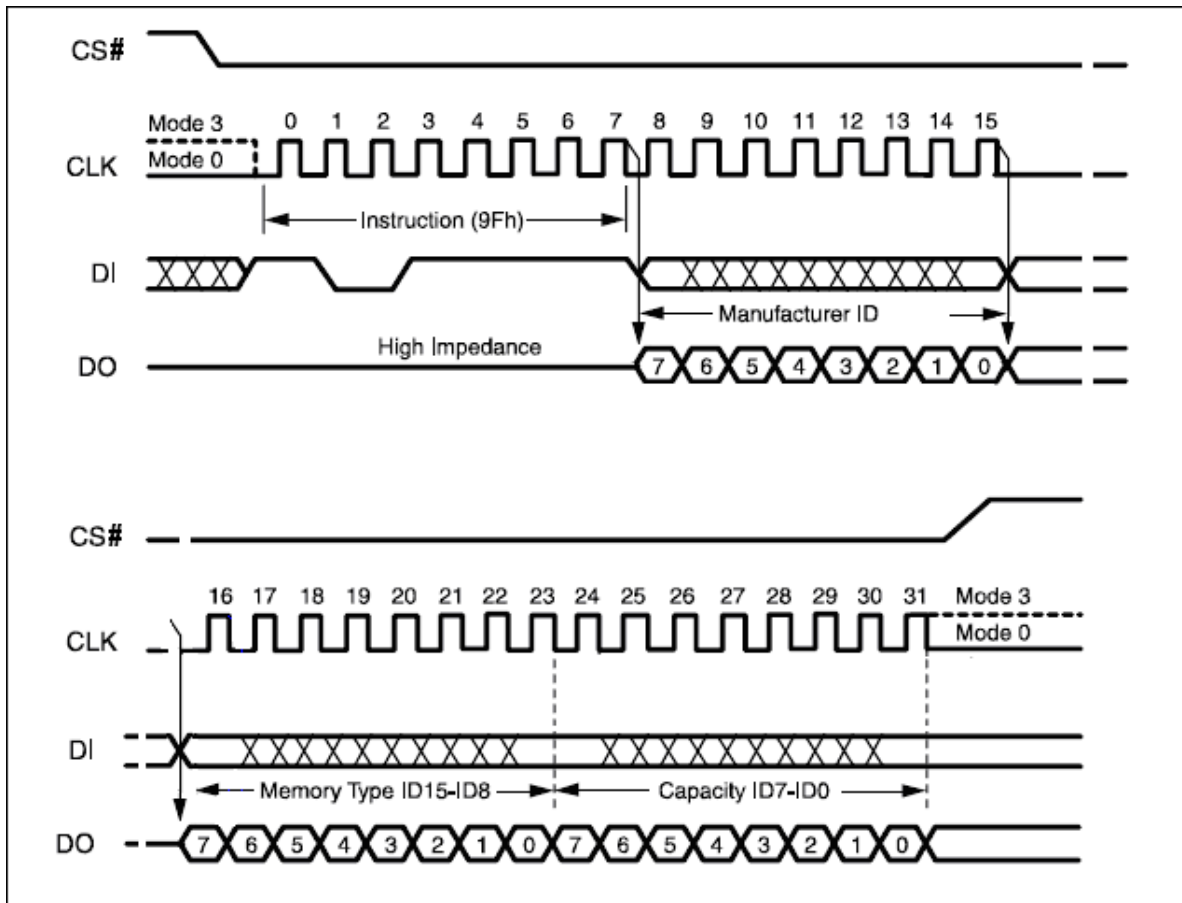 CS#
Mode 3 0 1 2 3 4 5 6 7 8 9 10 11 12 13 14 15
CLK Mode 0
Instruction (9Fh)
DI
Manufacturer ID
High Impedance
DO 7 6 5 4 3 2 1 0
CS#
16 17 18 19 20 21 22 23 24 25 26 27 28 29 30 31 Mode 3
CLK Mode 0
DI
Memory Type ID15-ID8 Capacity ID7-ID0
DO 7 6 5 4 3 2 1 0 7 6 5 4 3 2 1 0